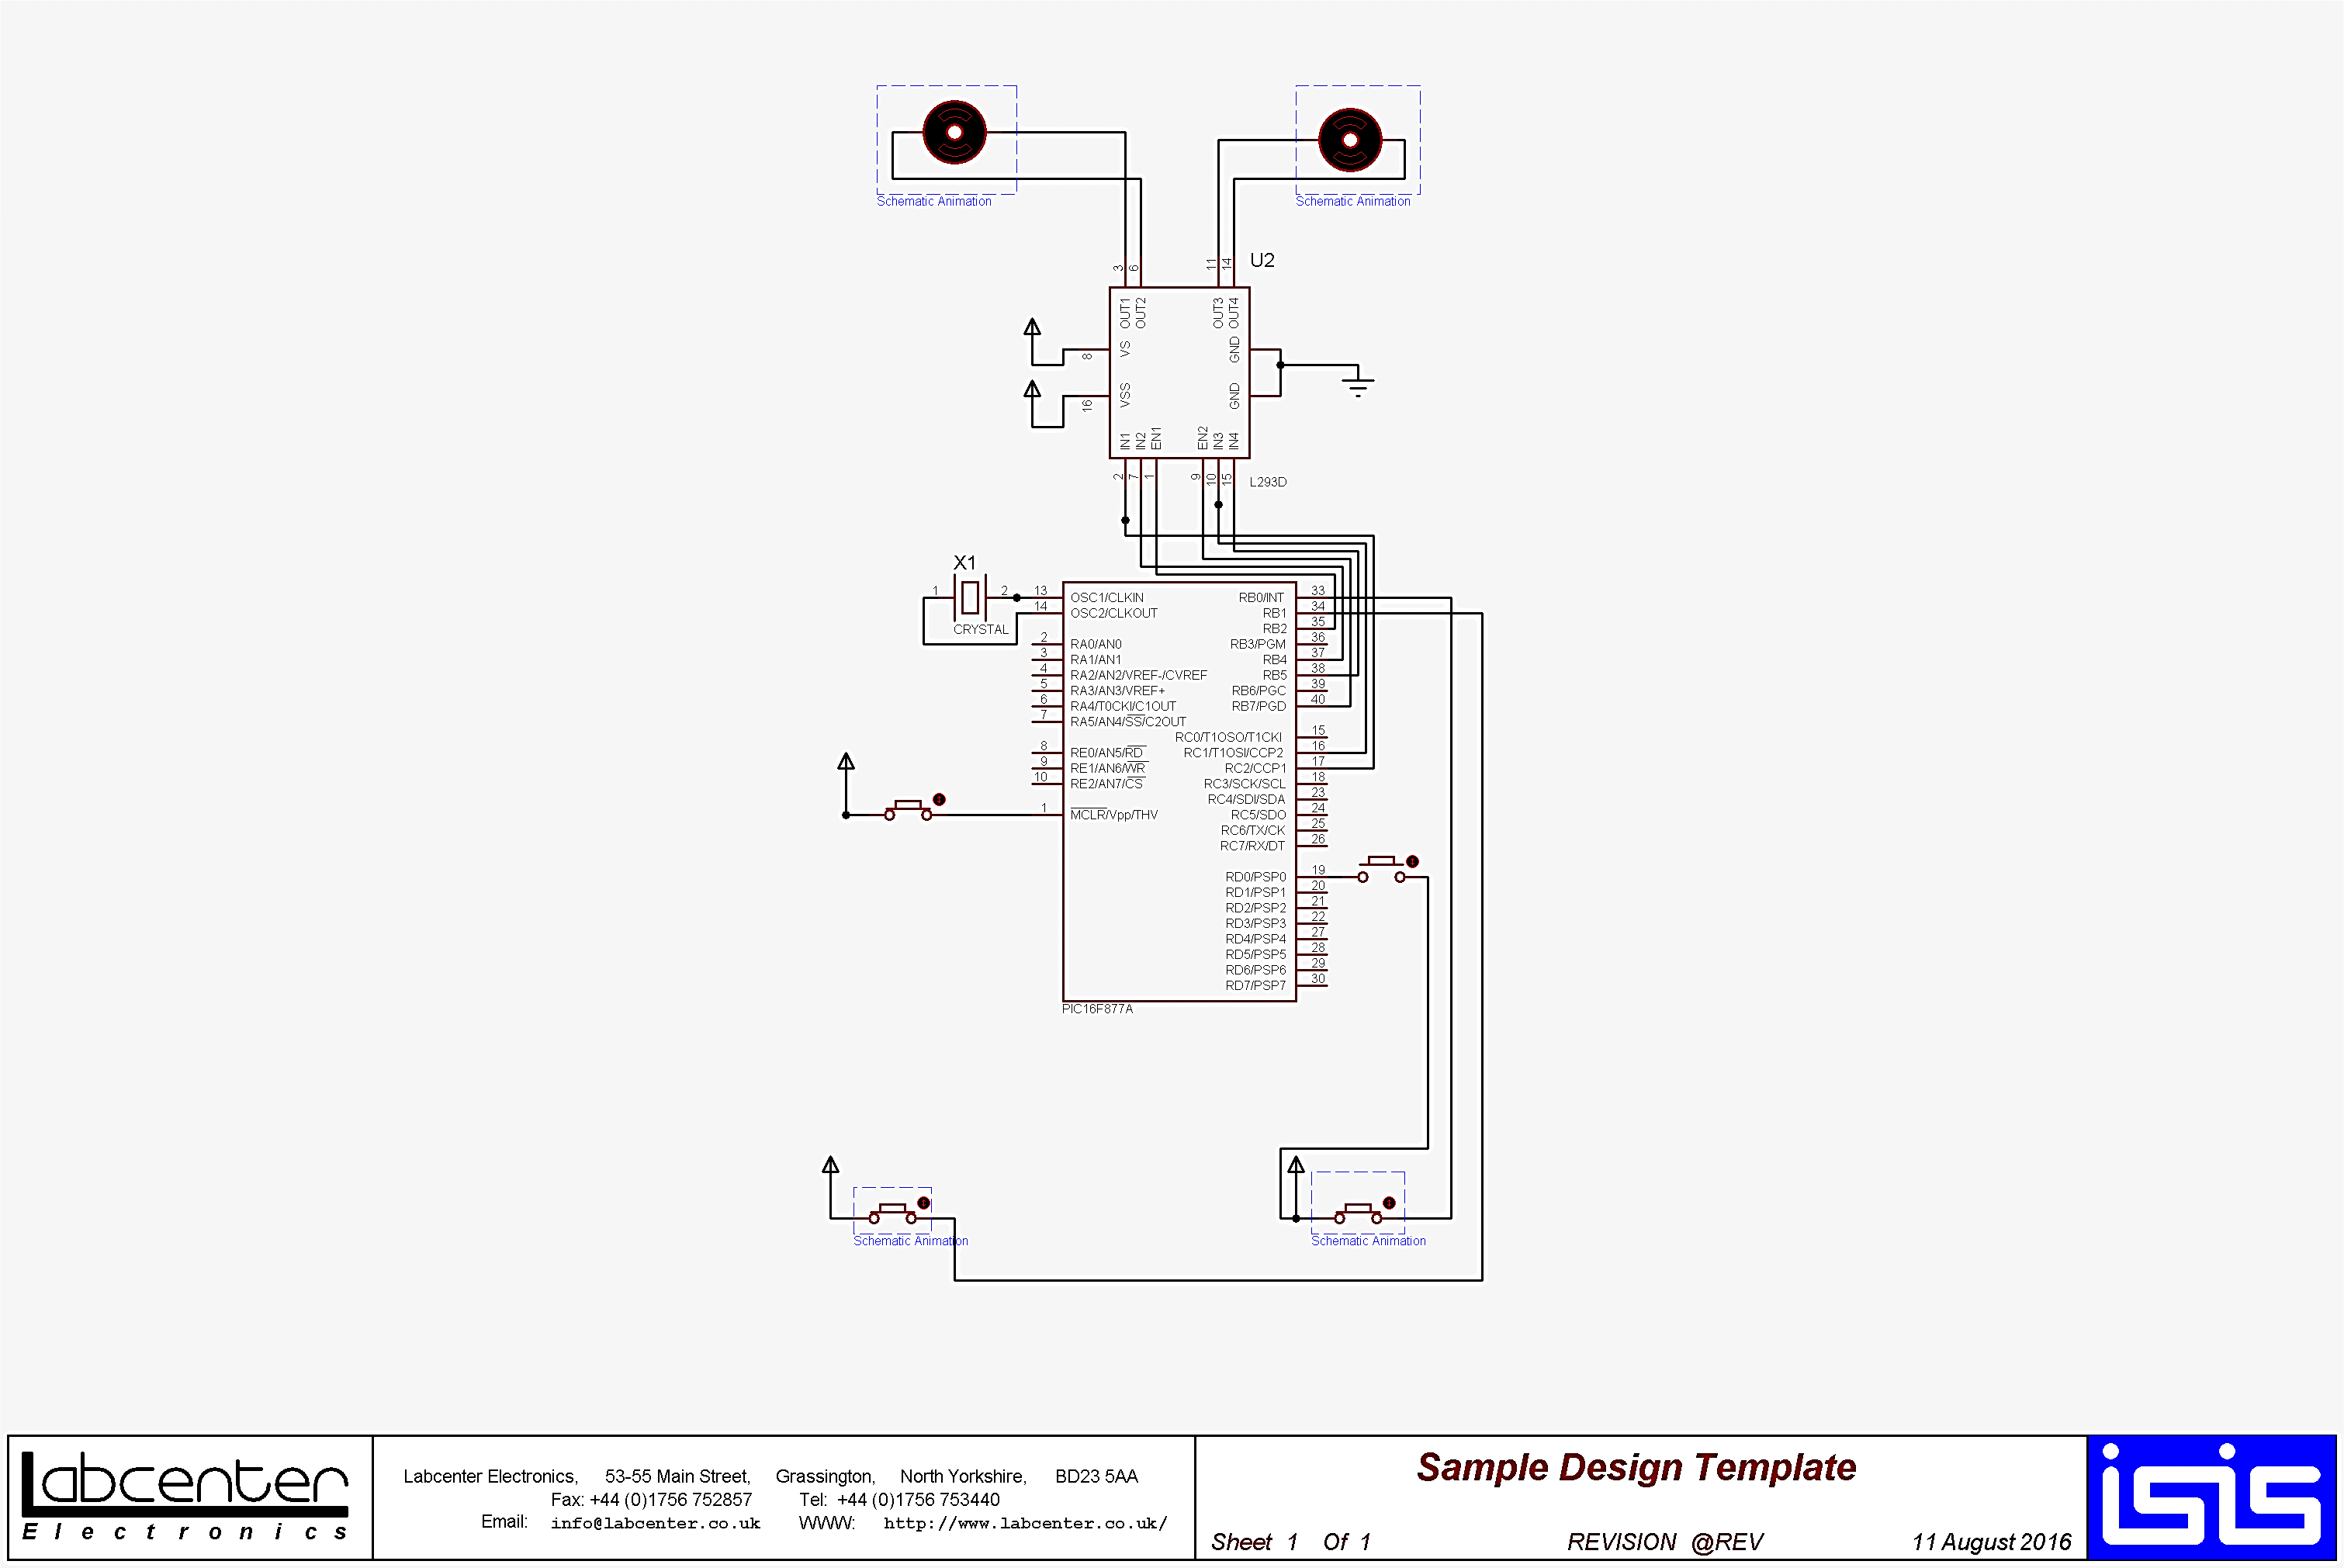 Schematic Animation
Schematic Animation
U2
3
6
11
14
OUT1
OUT2
OUT3
OUT4
8
VS
GND
16
VSS
GND
IN1
IN2
EN1
EN2
IN3
IN4
2
7
1
9
10
15
L293D
X1
1
2
CRYSTAL
13 OSC1/CLKIN
14 OSC2/CLKOUT
2 RA0/AN0
3 RA1/AN1
4 RA2/AN2/VREF-/CVREF
5 RA3/AN3/VREF+
6 RA4/T0CKI/C1OUT
7 RA5/AN4/SS/C2OUT
8 RE0/AN5/RD
9 RE1/AN6/WR
10 RE2/AN7/CS
1 MCLR/Vpp/THV
RB0/INT 33
RB1 34
RB2 35
RB3/PGM 36
RB4 37
RB5 38
RB6/PGC 39
RB7/PGD 40
RC0/T1OSO/T1CKI 15
RC1/T1OSI/CCP2 16
RC2/CCP1 17
RC3/SCK/SCL 18
RC4/SDI/SDA 23
RC5/SDO 24
RC6/TX/CK 25
RC7/RX/DT 26
RD0/PSP0 19
RD1/PSP1 20
RD2/PSP2 21
RD3/PSP3 22
RD4/PSP4 27
RD5/PSP5 28
RD6/PSP6 29
RD7/PSP7 30
PIC16F877A
Schematic Animation
Schematic Animation
Labcenter
Electronics
Labcenter Electronics, 53-55 Main Street, Grassington, North Yorkshire, BD23 5AA
Fax: +44 (0)1756 752857 Tel: +44 (0)1756 753440
Email: info@labcenter.co.uk WWW: http://www.labcenter.co.uk/
Sample Design Template
Sheet 1 Of 1 REVISION @REV 11 August 2016
isis